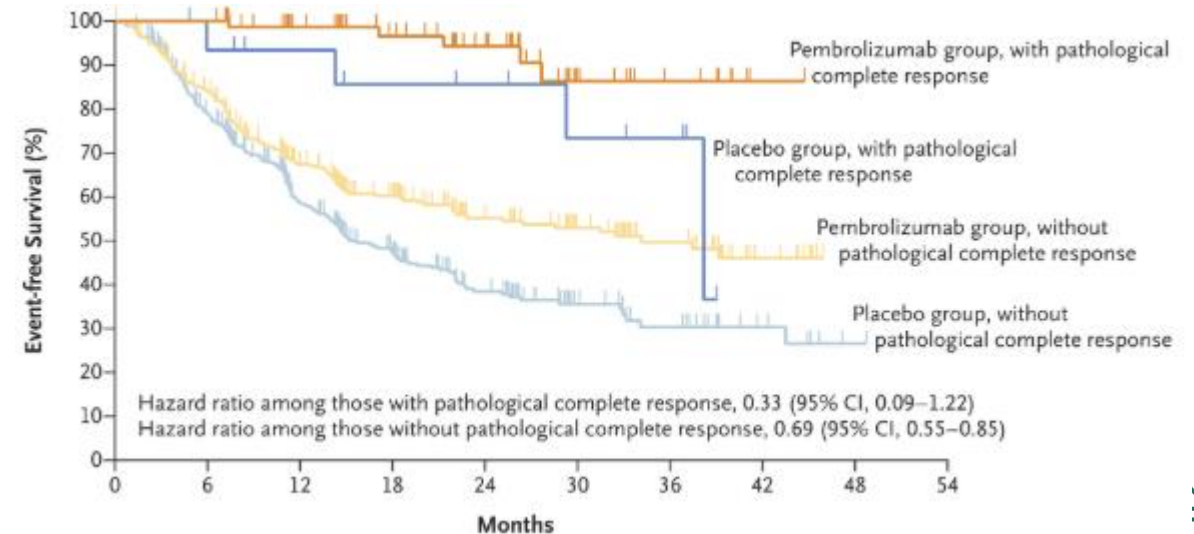 Event-free Survival (%)
100
90
80
70
60
50
40
30
20
10
0
Pembrolizumab group, with pathological
complete response
Placebo group, with pathological
complete response
Pembrolizumab group, without
pathological complete response
Placebo group, without
pathological complete response
Hazard ratio among those with pathological complete response, 0.33 (95% CI, 0.09–1.22)
Hazard ratio among those without pathological complete response, 0.69 (95% CI, 0.55–0.85)
0 6 12 18 24 30 36 42 48 54
Months